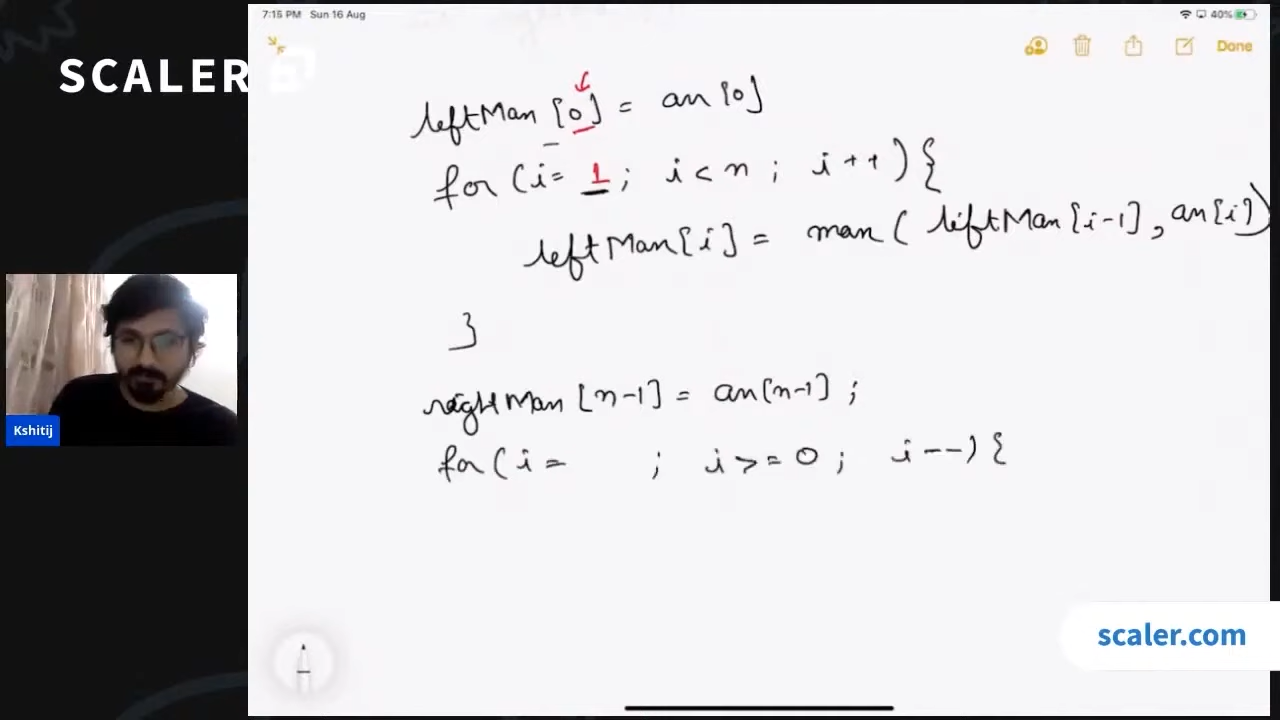 7:15 PM Sun 16 Aug
40%
Done
SCALER
leftMax [0] = arr [0]
for (i= 1; i < n ; i++) {
leftMax[i] = max ( leftMax[i-1], arr[i])
}
rightMax [n-1] = arr[n-1] ;
for ( i = ; i >= 0 ; i--) {
Kshitij
scaler.com